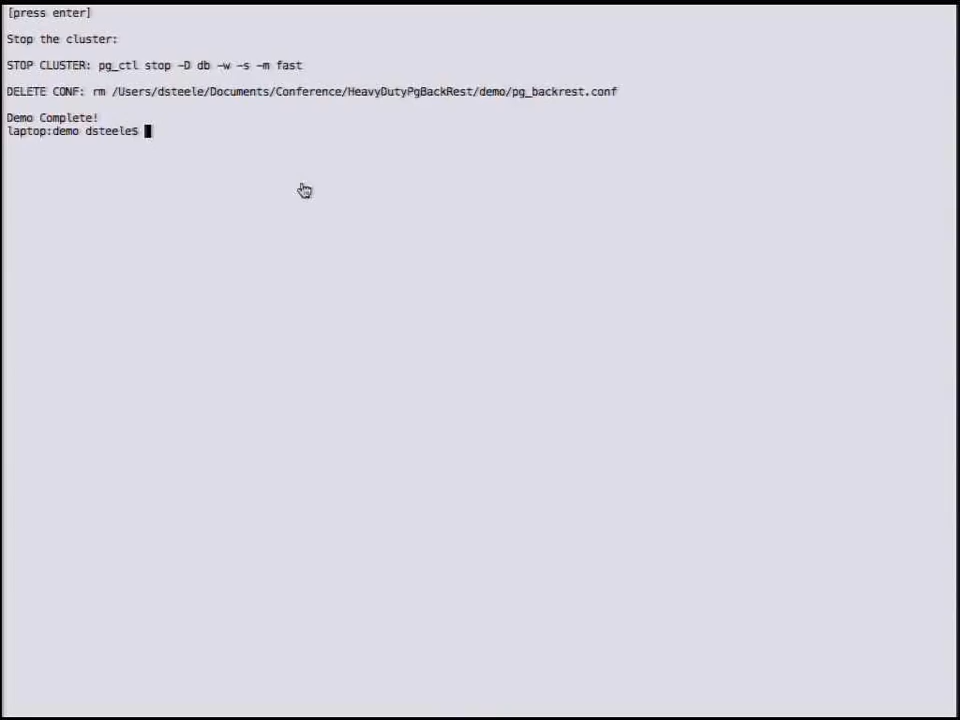 [press enter]
Stop the cluster:
STOP CLUSTER: pg_ctl stop -D db -w -s -m fast
DELETE CONF: rm /Users/dsteele/Documents/Conference/HeavyDutyPgBackRest/demo/pg_backrest.conf
Demo Complete!
laptop:demo dsteele$